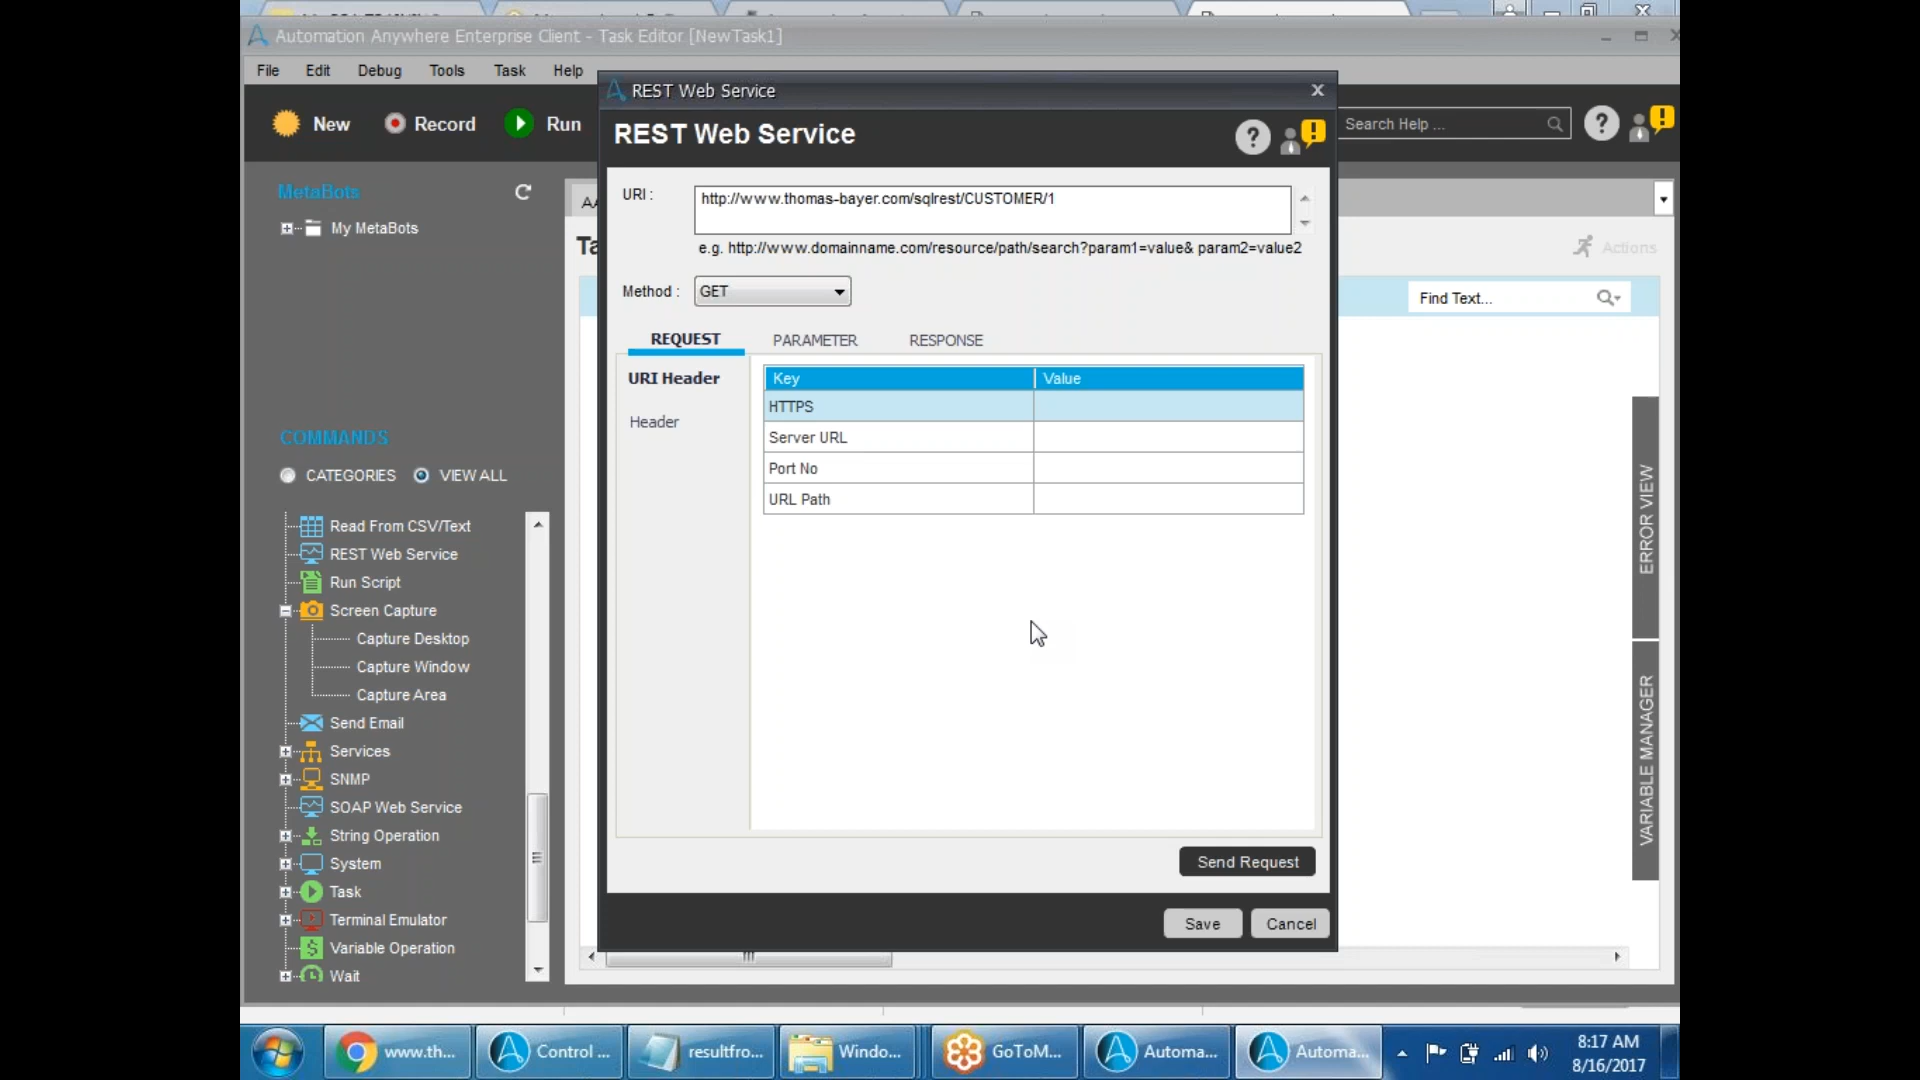 Automation Anywhere Enterprise Client - Task Editor [NewTask1]
File Edit Debug Tools Task Help
New Record Run
Search Help ...
REST Web Service
REST Web Service
URI :
http://www.thomas-bayer.com/sqlrest/CUSTOMER/1
e.g. http://www.domainname.com/resource/path/search?param1=value& param2=value2
Method : GET
REQUEST PARAMETER RESPONSE
URI Header
Header
Key Value
HTTPS
Server URL
Port No
URL Path
Send Request
Save Cancel
MetaBots
My MetaBots
COMMANDS
CATEGORIES VIEW ALL
Read From CSV/Text
REST Web Service
Run Script
Screen Capture
Capture Desktop
Capture Window
Capture Area
Send Email
Services
SNMP
SOAP Web Service
String Operation
System
Task
Terminal Emulator
Variable Operation
Wait
Actions
Find Text...
ERROR VIEW
VARIABLE MANAGER
www.th... Control ... resultfro... Windo... GoToM... Automa... Automa...
8:17 AM
8/16/2017